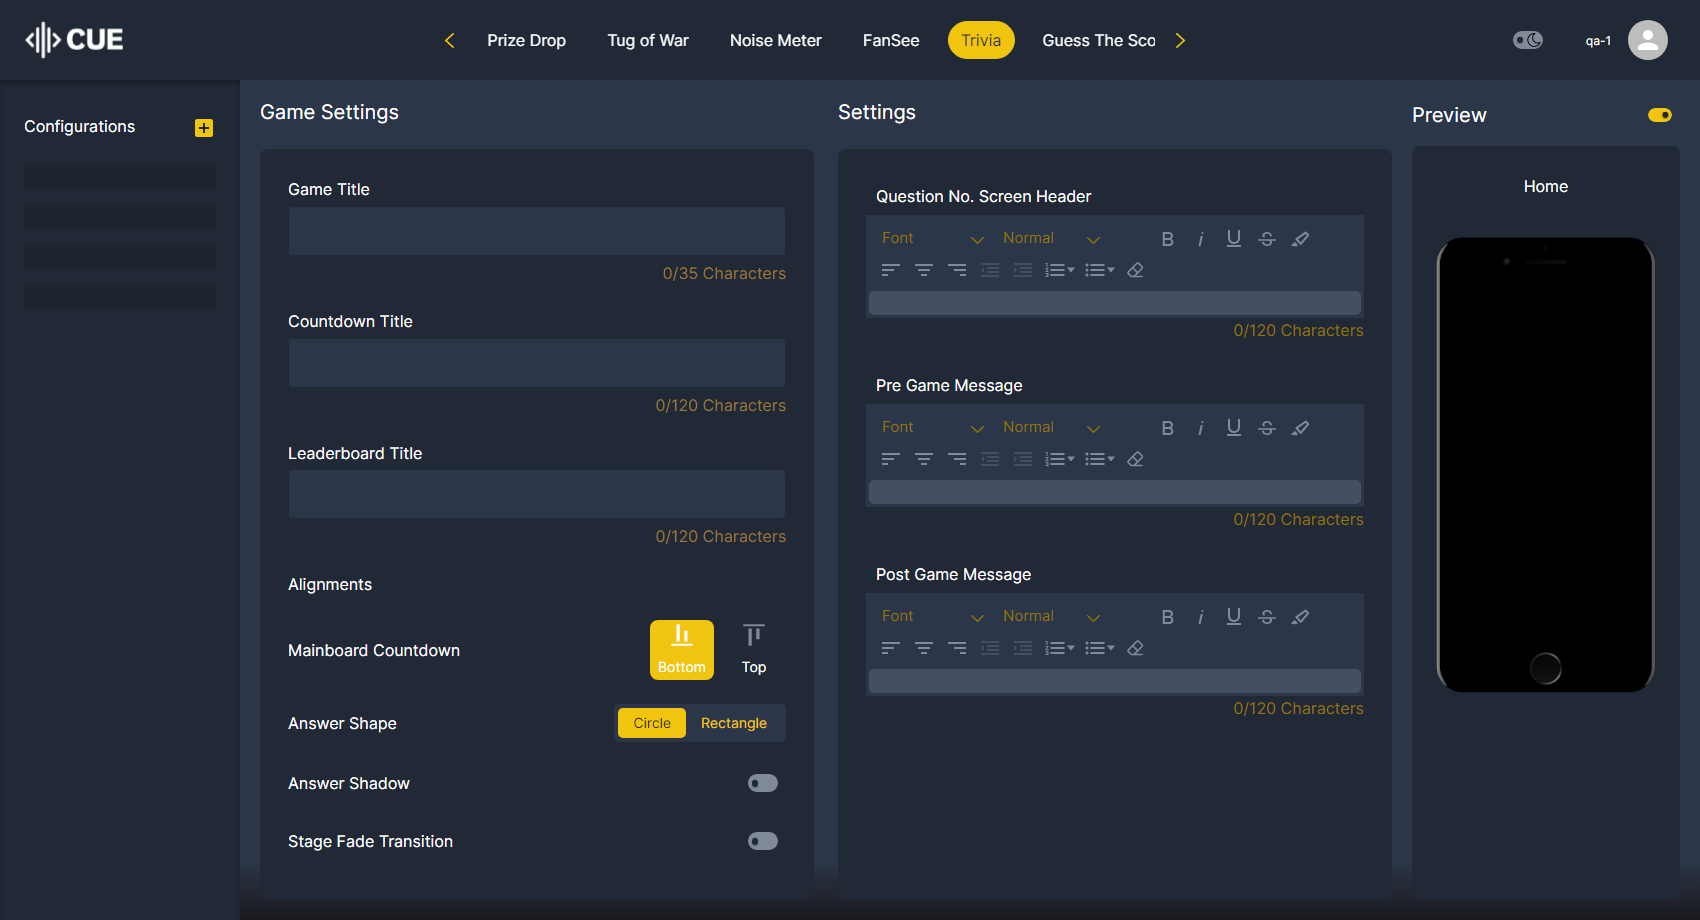 CUE
Prize Drop
Tug of War
Noise Meter
FanSee
Trivia
Guess The Sco
qa-1
Configurations
Game Settings
Game Title
0/35 Characters
Countdown Title
0/120 Characters
Leaderboard Title
0/120 Characters
Alignments
Mainboard Countdown
Bottom
Top
Answer Shape
Circle
Rectangle
Answer Shadow
Stage Fade Transition
Settings
Question No. Screen Header
Font
Normal
B
i
U
S
0/120 Characters
Pre Game Message
Font
Normal
B
i
U
S
0/120 Characters
Post Game Message
Font
Normal
B
i
U
S
0/120 Characters
Preview
Home